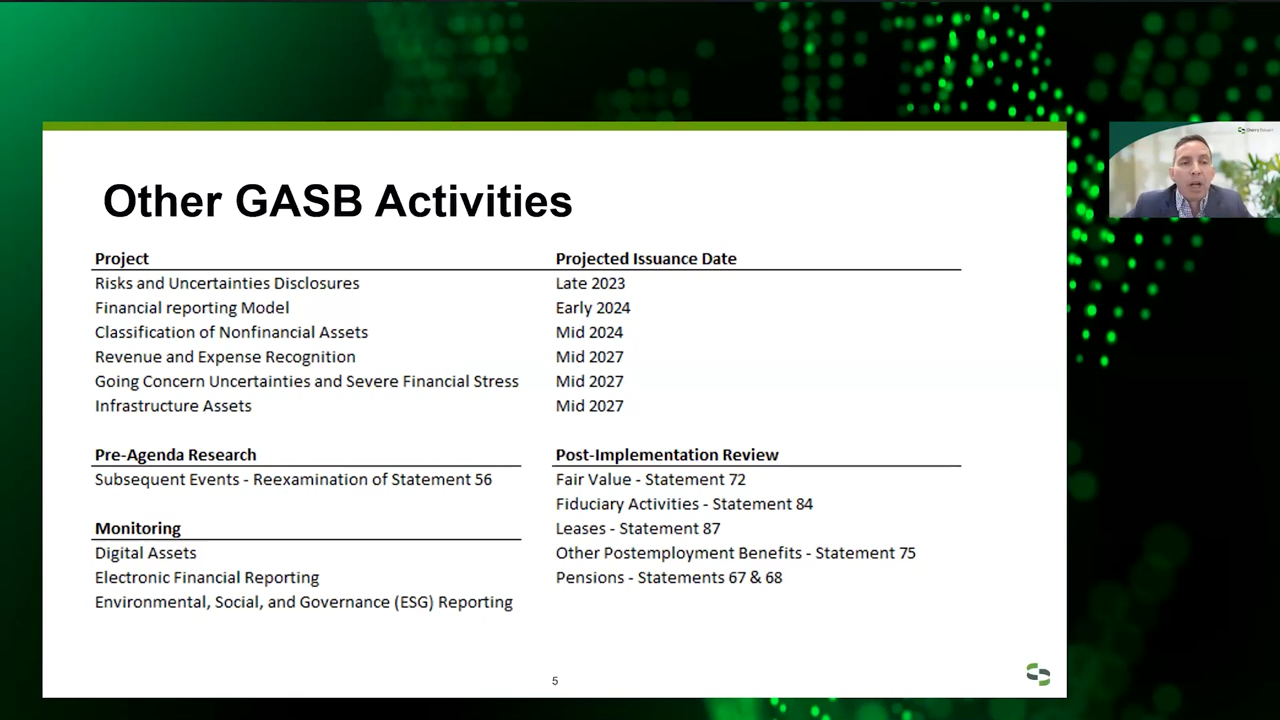 Other GASB Activities
Project Projected Issuance Date
Risks and Uncertainties Disclosures Late 2023
Financial reporting Model Early 2024
Classification of Nonfinancial Assets Mid 2024
Revenue and Expense Recognition Mid 2027
Going Concern Uncertainties and Severe Financial Stress Mid 2027
Infrastructure Assets Mid 2027
Pre-Agenda Research
Subsequent Events - Reexamination of Statement 56
Monitoring
Digital Assets
Electronic Financial Reporting
Environmental, Social, and Governance (ESG) Reporting
Post-Implementation Review
Fair Value - Statement 72
Fiduciary Activities - Statement 84
Leases - Statement 87
Other Postemployment Benefits - Statement 75
Pensions - Statements 67 & 68
5